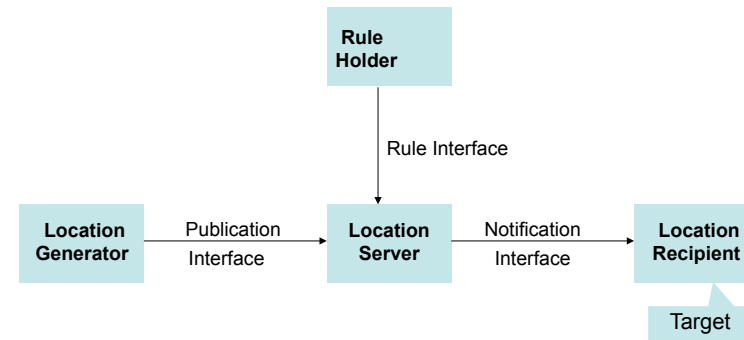 Rule
Holder
Rule Interface
Location
Generator
Publication
Interface
Location
Server
Notification
Interface
Location
Recipient
Target